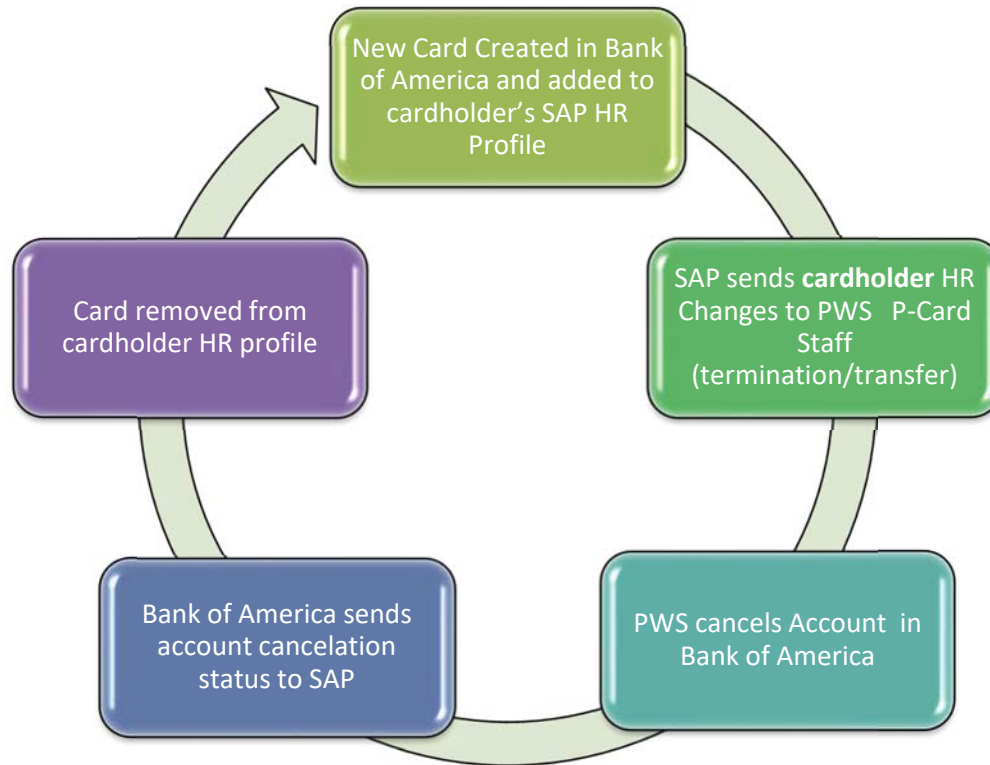 New Card Created in Bank
of America and added to
cardholder’s SAP HR
Profile
SAP sends cardholder HR
Changes to PWS   P-Card
Staff
(termination/transfer)
PWS cancels Account  in
Bank of America
Bank of America sends
account cancelation
status to SAP
Card removed from
cardholder HR profile